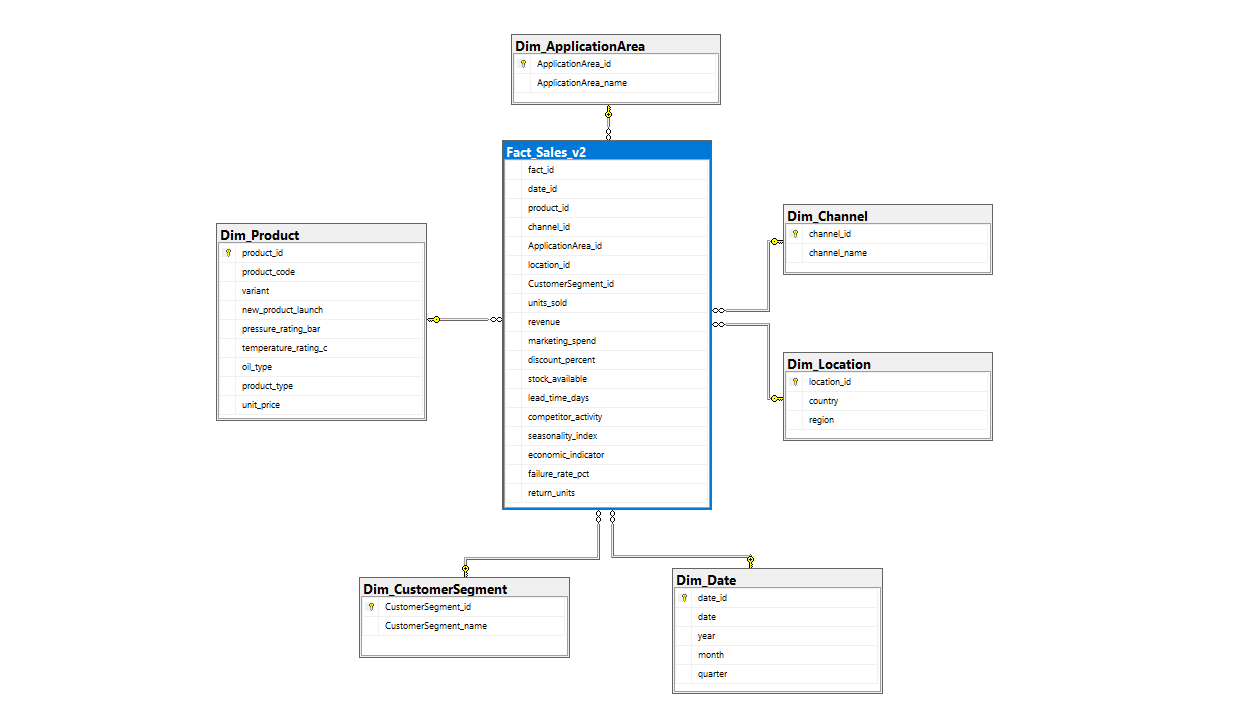 Dim_ApplicationArea
ApplicationArea_id
ApplicationArea_name
Fact_Sales_v2
fact_id
date_id
product_id
channel_id
ApplicationArea_id
location_id
CustomerSegment_id
units_sold
revenue
marketing_spend
discount_percent
stock_available
lead_time_days
competitor_activity
seasonality_index
economic_indicator
failure_rate_pct
return_units
Dim_Product
product_id
product_code
variant
new_product_launch
pressure_rating_bar
temperature_rating_c
oil_type
product_type
unit_price
Dim_Channel
channel_id
channel_name
Dim_Location
location_id
country
region
Dim_CustomerSegment
CustomerSegment_id
CustomerSegment_name
Dim_Date
date_id
date
year
month
quarter